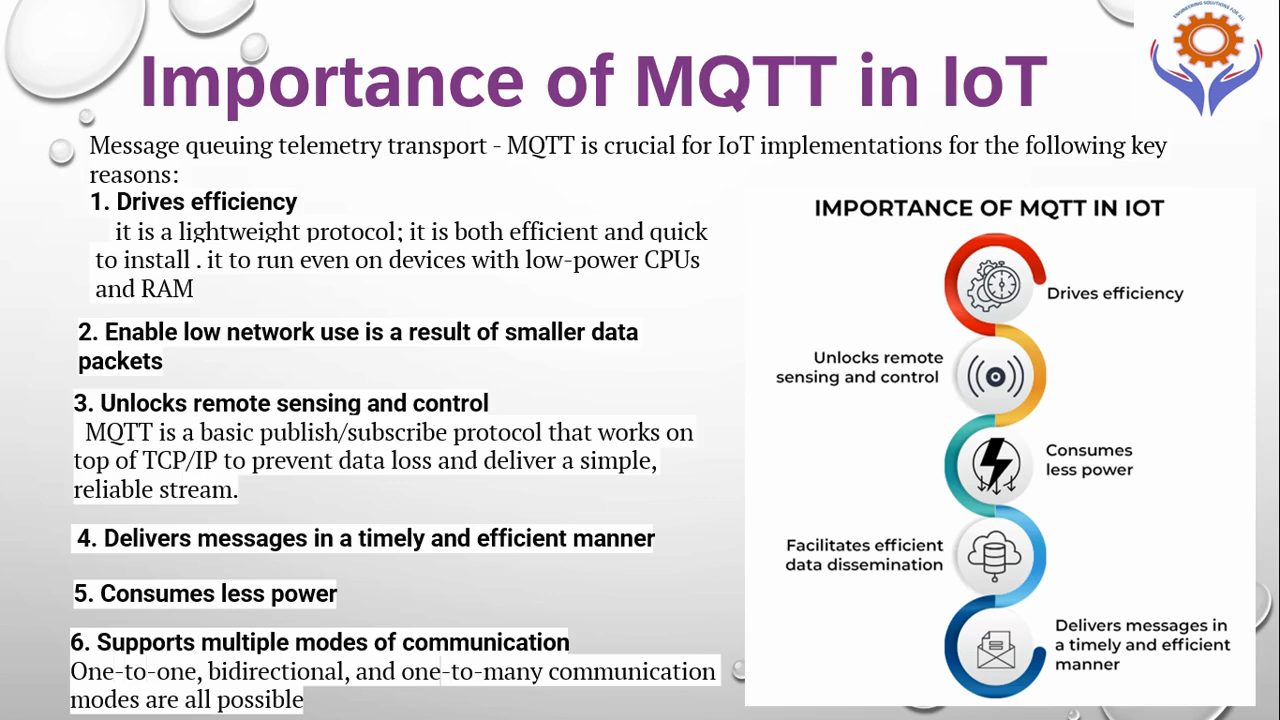 ENGINEERING SOLUTIONS FOR ALL
Importance of MQTT in IoT
Message queuing telemetry transport - MQTT is crucial for IoT implementations for the following key
reasons:
1. Drives efficiency
it is a lightweight protocol; it is both efficient and quick
to install . it to run even on devices with low-power CPUs
and RAM
2. Enable low network use is a result of smaller data
packets
3. Unlocks remote sensing and control
MQTT is a basic publish/subscribe protocol that works on
top of TCP/IP to prevent data loss and deliver a simple,
reliable stream.
4. Delivers messages in a timely and efficient manner
5. Consumes less power
6. Supports multiple modes of communication
One-to-one, bidirectional, and one-to-many communication
modes are all possible
IMPORTANCE OF MQTT IN IOT
Drives efficiency
Unlocks remote
sensing and control
Consumes
less power
Facilitates efficient
data dissemination
Delivers messages in
a timely and efficient
manner